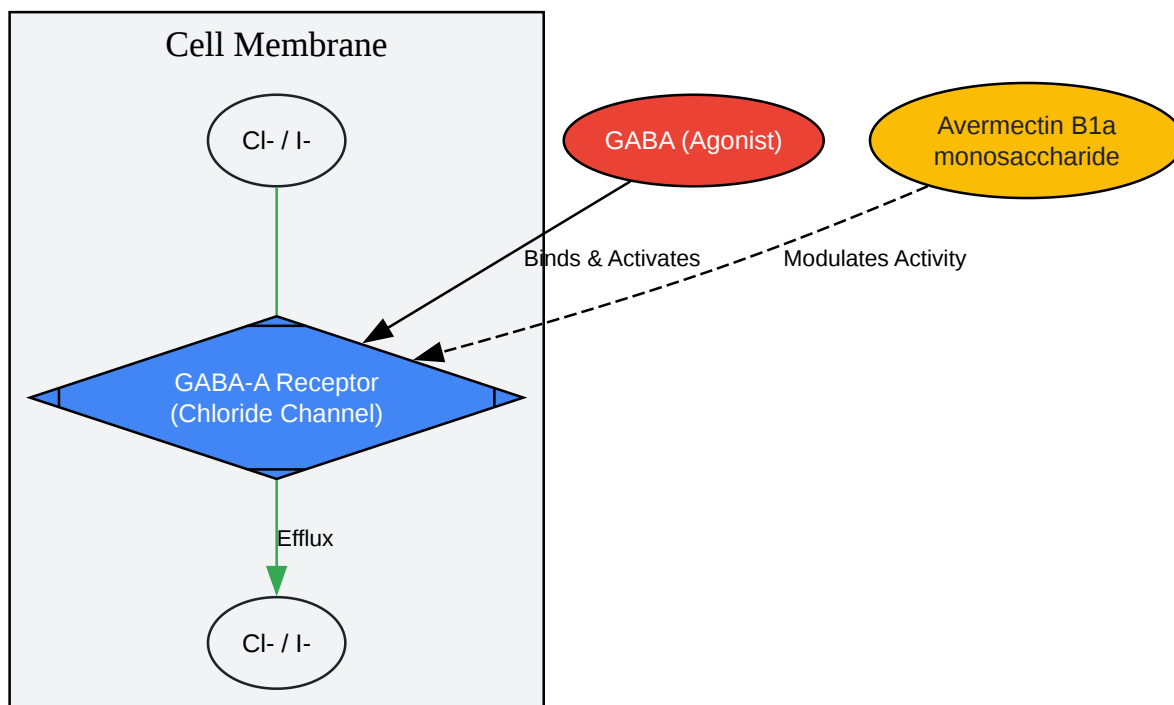 Cell Membrane
Cl- / I-
GABA (Agonist)
Avermectin B1a
monosaccharide
Binds & Activates
Modulates Activity
GABA-A Receptor
(Chloride Channel)
Efflux
Cl- / I-